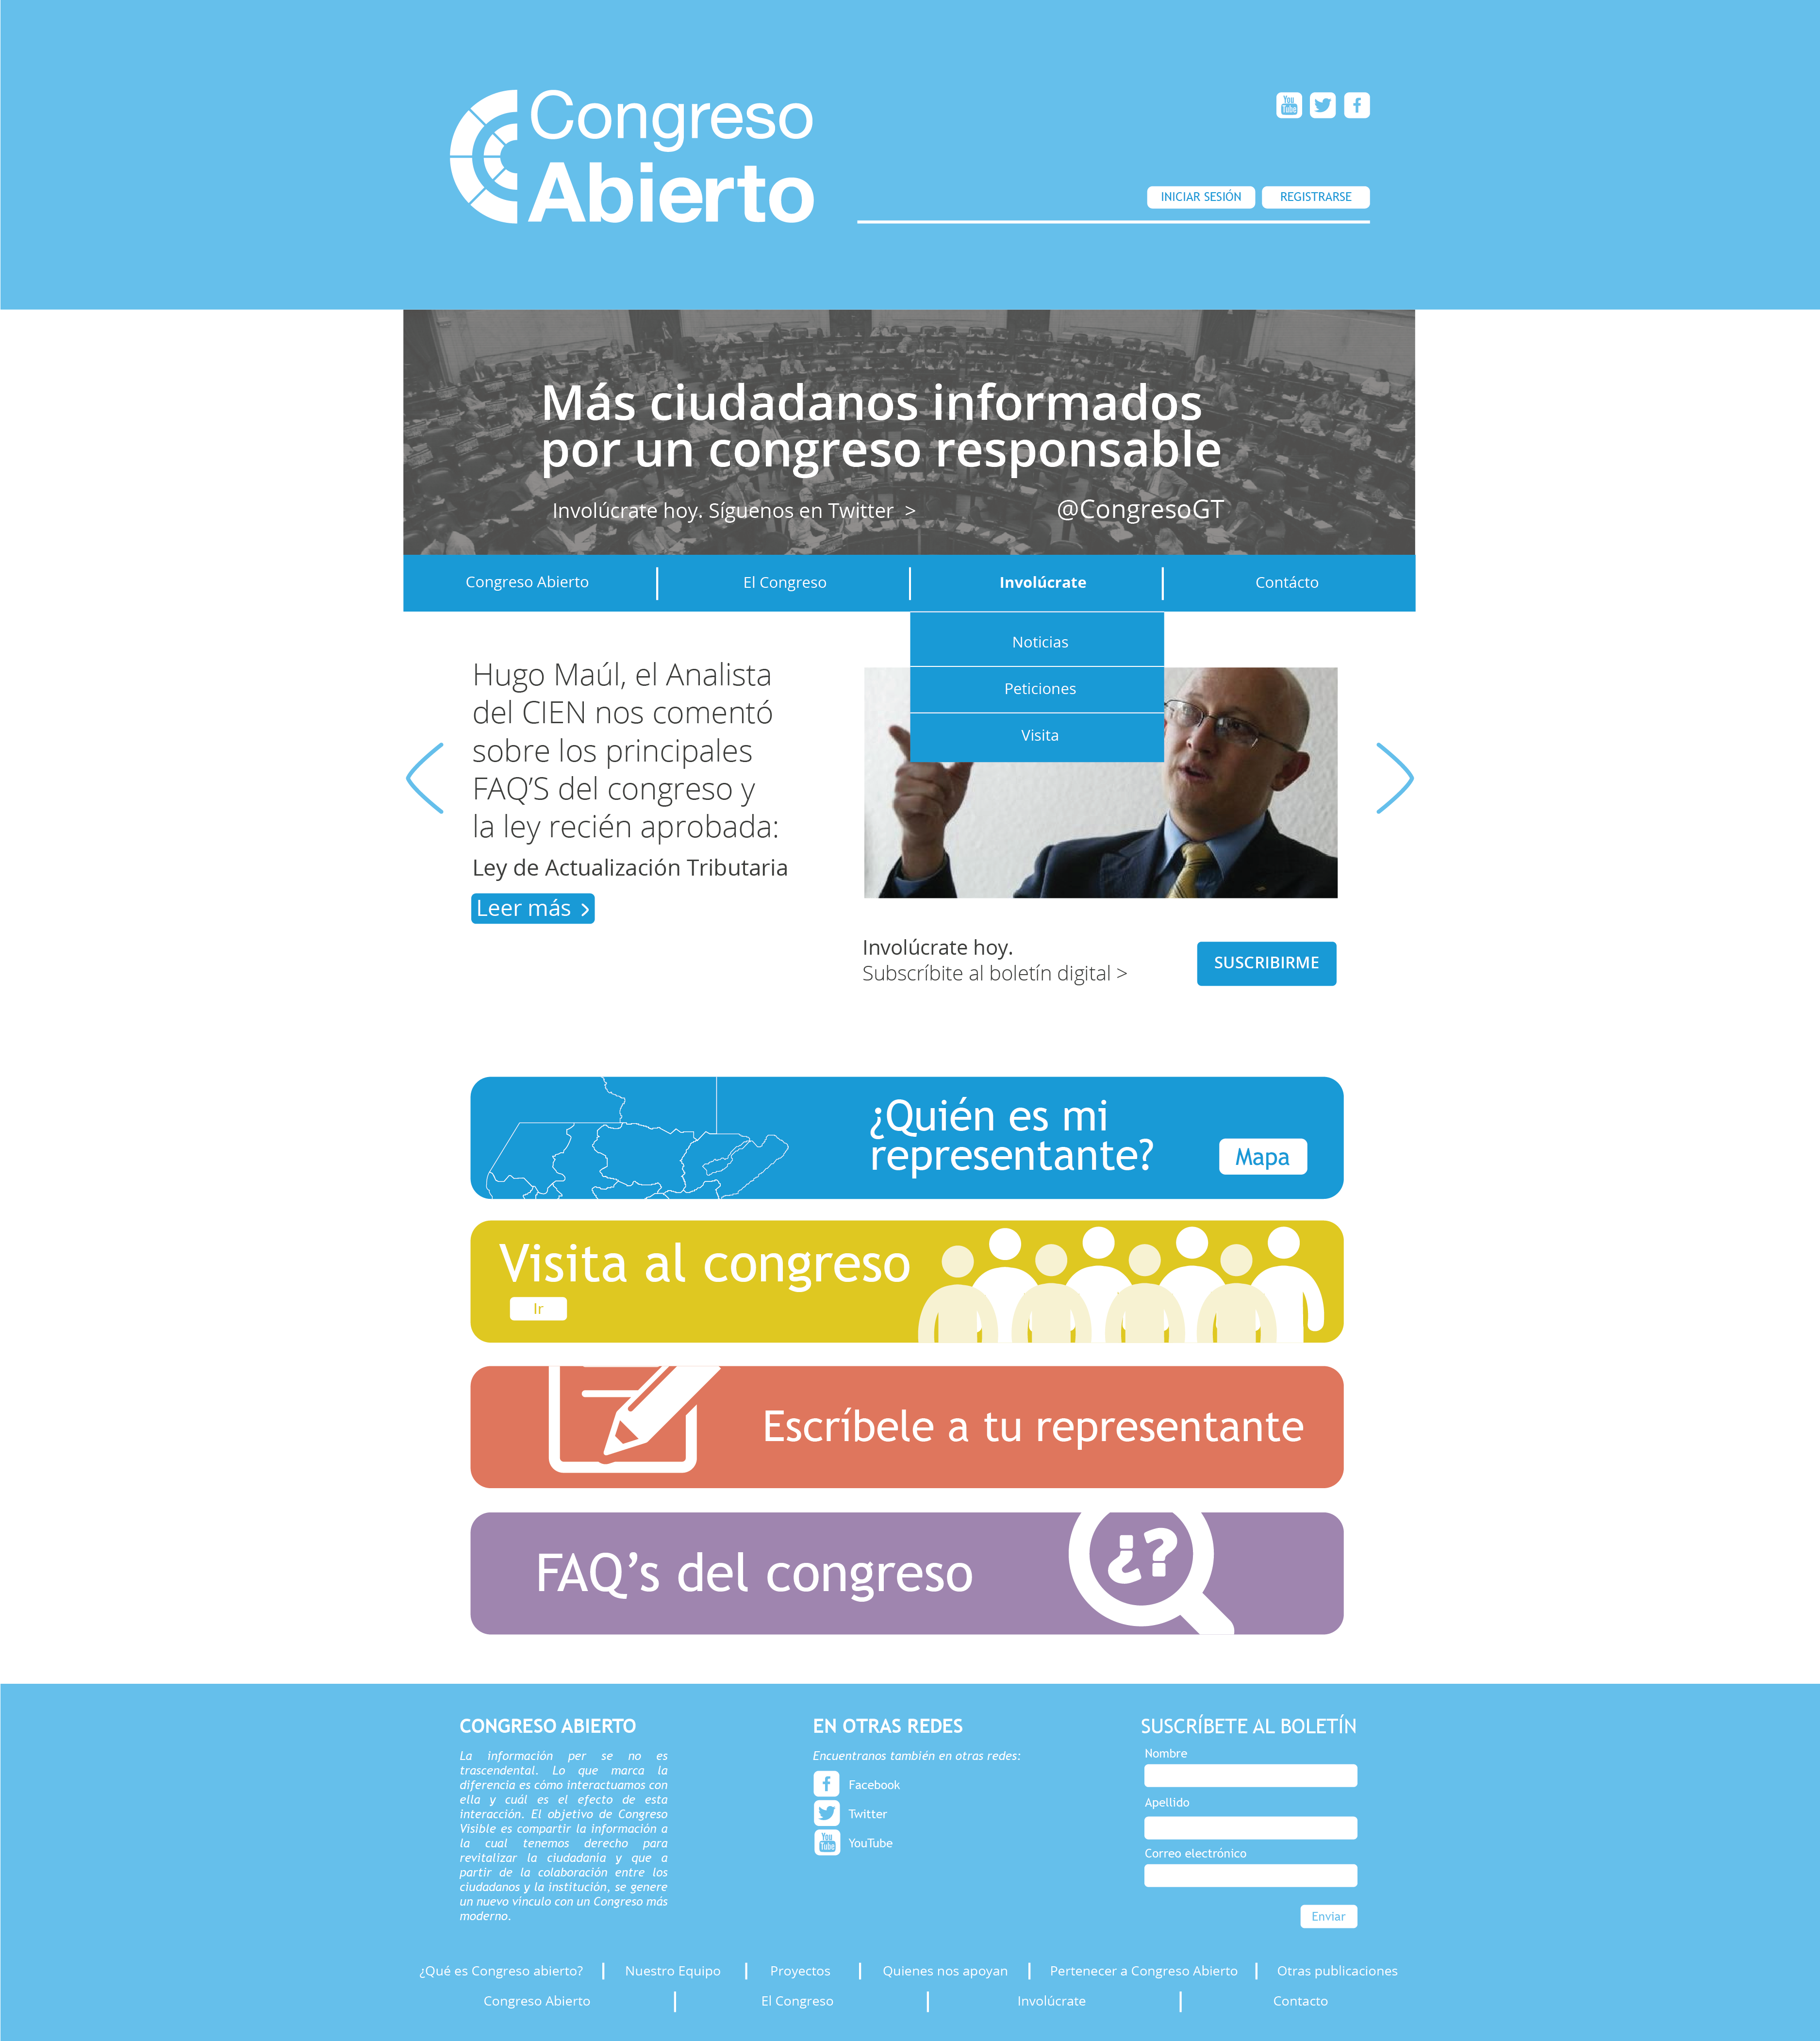 Congreso
Abierto
You
Tube
INICIAR SESIÓN
REGISTRARSE
Más ciudadanos informados
por un congreso responsable
Involúcrate hoy. Síguenos en Twitter >
@CongresoGT
Congreso Abierto
El Congreso
Involúcrate
Contácto
Noticias
Peticiones
Visita
Hugo Maúl, el Analista
del CIEN nos comentó
sobre los principales
FAQ’S del congreso y
la ley recién aprobada:
Ley de Actualización Tributaria
Leer más >
Involúcrate hoy.
Subscríbite al boletín digital >
SUSCRIBIRME
¿Quién es mi
representante?
Mapa
Visita al congreso
Ir
Escríbele a tu representante
FAQ’s del congreso
¿?
CONGRESO ABIERTO
La información per se no es
trascendental. Lo que marca la
diferencia es cómo interactuamos con
ella y cuál es el efecto de esta
interacción. El objetivo de Congreso
Visible es compartir la información a
la cual tenemos derecho para
revitalizar la ciudadania y que a
partir de la colaboración entre los
ciudadanos y la institución, se genere
un nuevo vinculo con un Congreso más
moderno.
EN OTRAS REDES
Encuentranos también en otras redes:
Facebook
Twitter
You
Tube
YouTube
SUSCRÍBETE AL BOLETÍN
Nombre
Apellido
Correo electrónico
Enviar
¿Qué es Congreso abierto?
Nuestro Equipo
Proyectos
Quienes nos apoyan
Pertenecer a Congreso Abierto
Otras publicaciones
Congreso Abierto
El Congreso
Involúcrate
Contacto